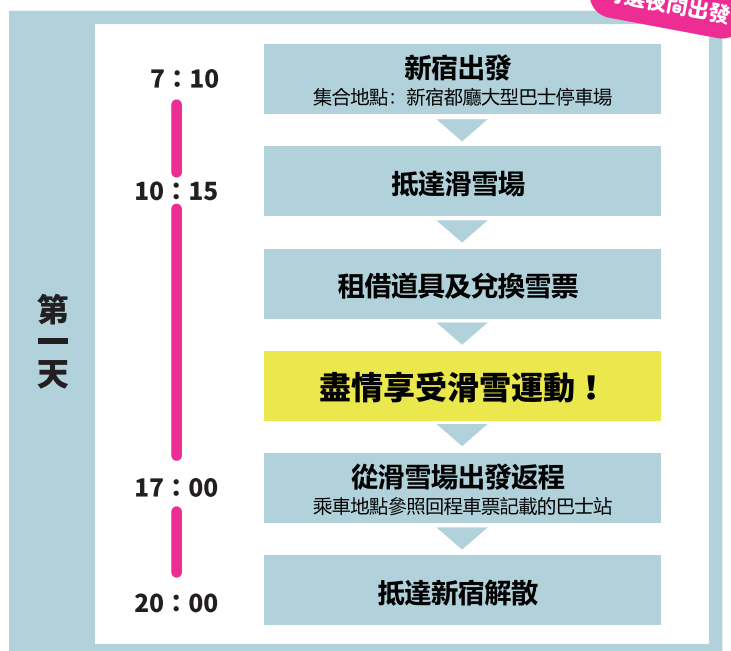 選夜間出發
7：10
新宿出發
集合地點：新宿都廳大型巴士停車場
10：15
抵達滑雪場
租借道具及兌換雪票
第一天
盡情享受滑雪運動！
17：00
從滑雪場出發返程
乘車地點參照回程車票記載的巴士站
20：00
抵達新宿解散